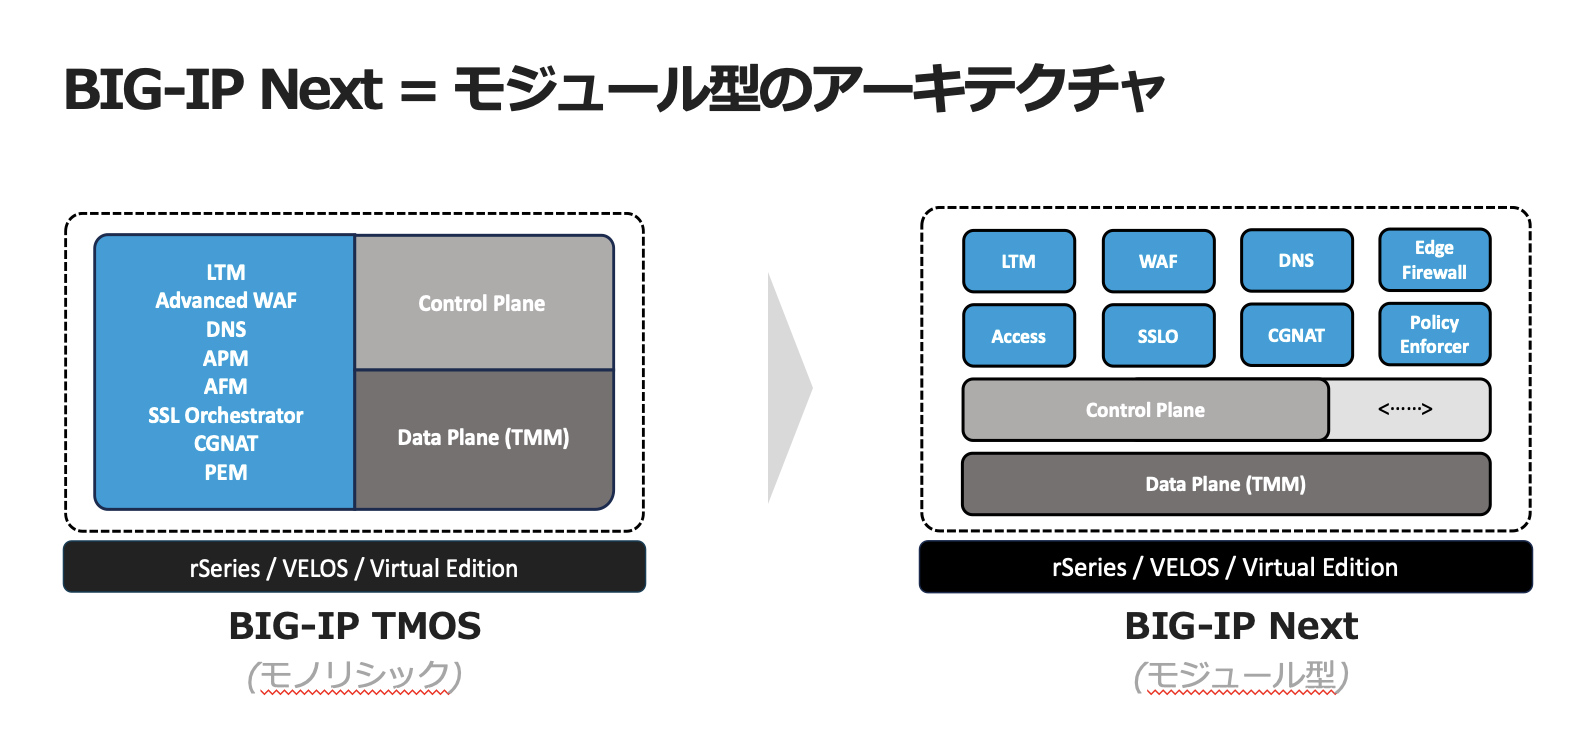 BIG-IP Next = モジュール型のアーキテクチャ
LTM
Advanced WAF
DNS
APM
AFM
SSL Orchestrator
CGNAT
PEM
Control Plane
Data Plane (TMM)
rSeries / VELOS / Virtual Edition
BIG-IP TMOS
(モノリシック)
LTM
WAF
DNS
Edge
Firewall
Access
SSLO
CGNAT
Policy
Enforcer
Control Plane
<⋯⋯>
Data Plane (TMM)
rSeries / VELOS / Virtual Edition
BIG-IP Next
(モジュール型)